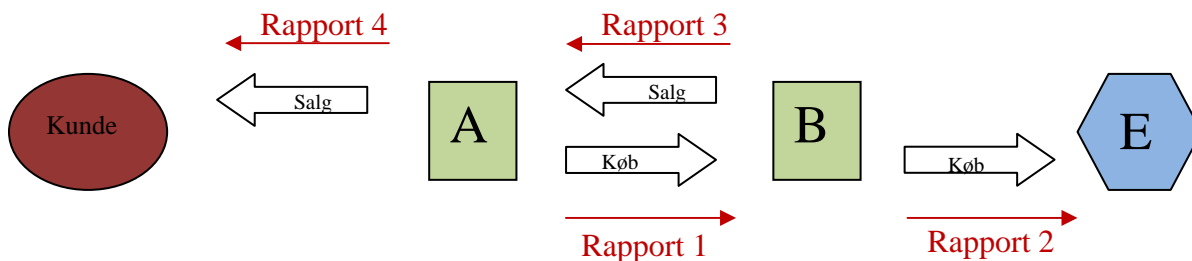 Rapport 4
Rapport 3
Salg
Salg
Kunde
A
B
E
Køb
Køb
Rapport 1
Rapport 2